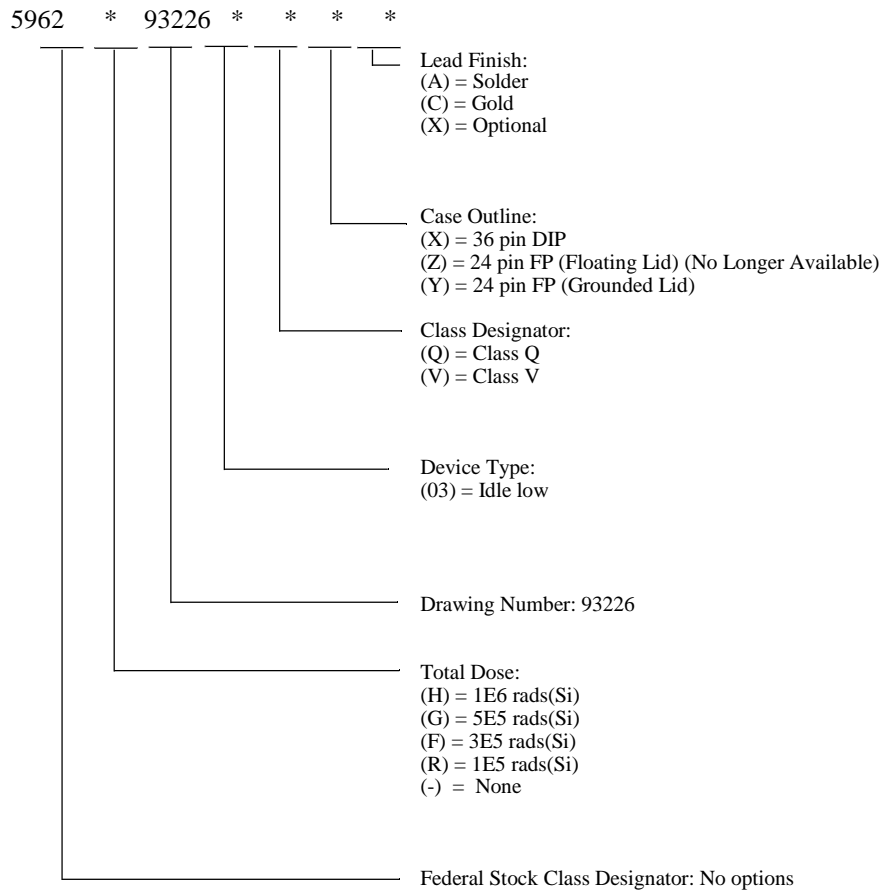 5962 * 93226 * * * *
Lead Finish:
(A) = Solder
(C) = Gold
(X) = Optional
Case Outline:
(X) = 36 pin DIP
(Z) = 24 pin FP (Floating Lid) (No Longer Available)
(Y) = 24 pin FP (Grounded Lid)
Class Designator:
(Q) = Class Q
(V) = Class V
Device Type:
(03) = Idle low
Drawing Number: 93226
Total Dose:
(H) = 1E6 rads(Si)
(G) = 5E5 rads(Si)
(F) = 3E5 rads(Si)
(R) = 1E5 rads(Si)
(-) = None
Federal Stock Class Designator: No options